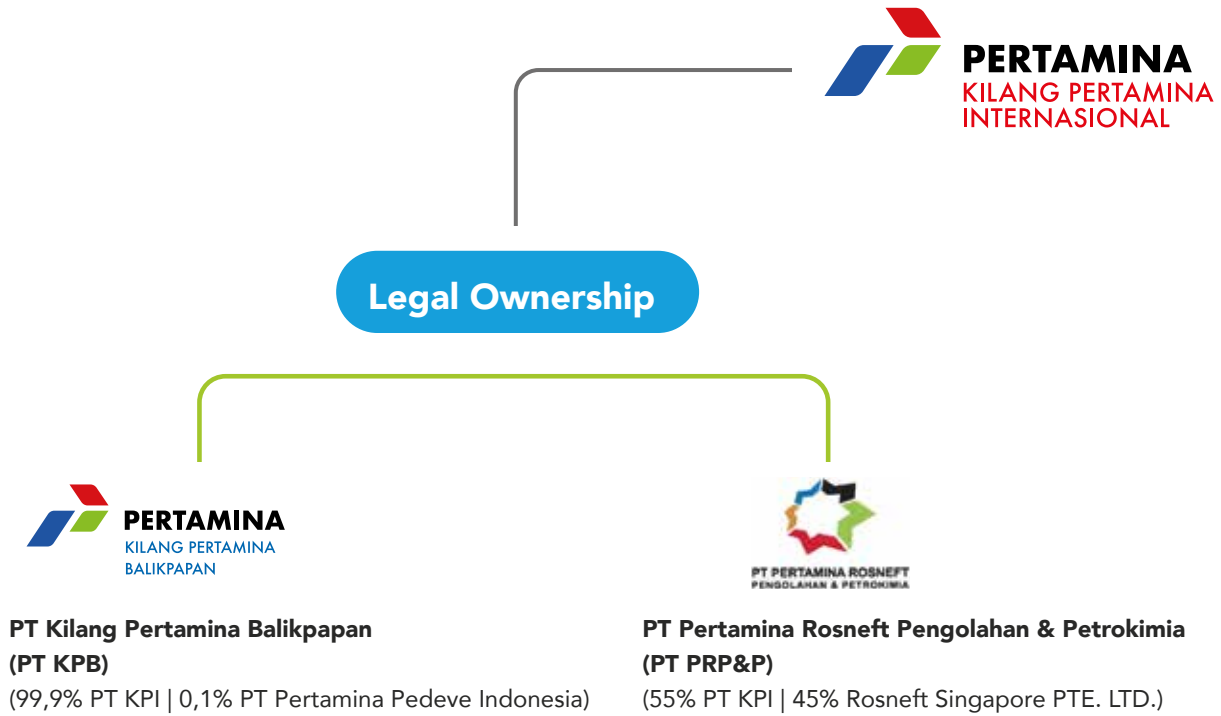 PERTAMINA
KILANG PERTAMINA
INTERNASIONAL
Legal Ownership
PERTAMINA
KILANG PERTAMINA
BALIKPAPAN
PT PERTAMINA ROSNEFT
PENGOLAHAN & PETROKIMIA
PT Kilang Pertamina Balikpapan
(PT KPB)
(99,9% PT KPI | 0,1% PT Pertamina Pedeve Indonesia)
PT Pertamina Rosneft Pengolahan & Petrokimia
(PT PRP&P)
(55% PT KPI | 45% Rosneft Singapore PTE. LTD.)